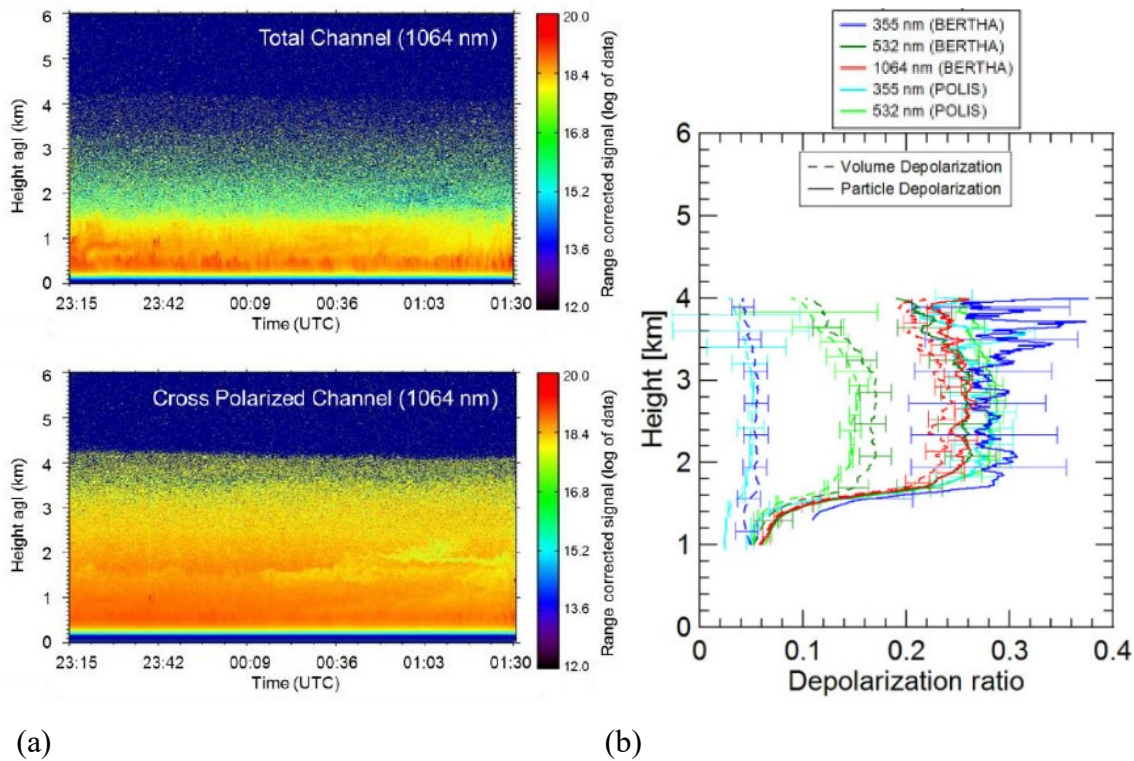 Total Channel (1064 nm)
Height agl (km)
6
5
4
3
2
1
0
23:15 23:42 00:09 00:36 01:03 01:30
Time (UTC)
20.0
18.4
16.8
15.2
13.6
12.0
Range corrected signal (log of data)
Cross Polarized Channel (1064 nm)
Height agl (km)
6
5
4
3
2
1
0
23:15 23:42 00:09 00:36 01:03 01:30
Time (UTC)
20.0
18.4
16.8
15.2
13.6
12.0
Range corrected signal (log of data)
(a)
355 nm (BERTHA)
532 nm (BERTHA)
1064 nm (BERTHA)
355 nm (POLIS)
532 nm (POLIS)
Volume Depolarization
Particle Depolarization
Height [km]
6
5
4
3
2
1
0
0 0.1 0.2 0.3 0.4
Depolarization ratio
(b)